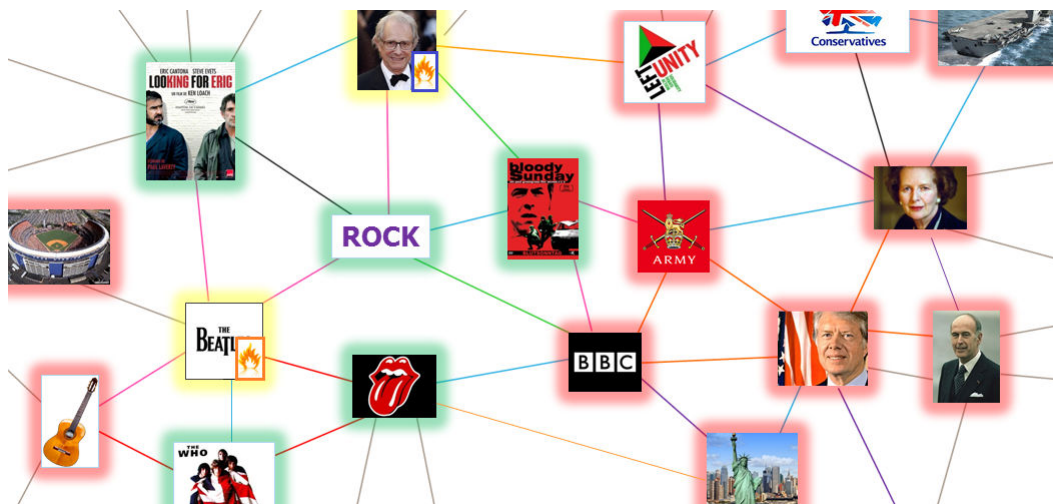 Conservatives
LEFT
UNITY
ERIC CANTONA STEVE EVETS
LOOKING FOR ERIC
UN FILM DE KEN LOACH
bloody
Sunday
ROCK
ARMY
THE
BEATL
BBC
THE
WHO